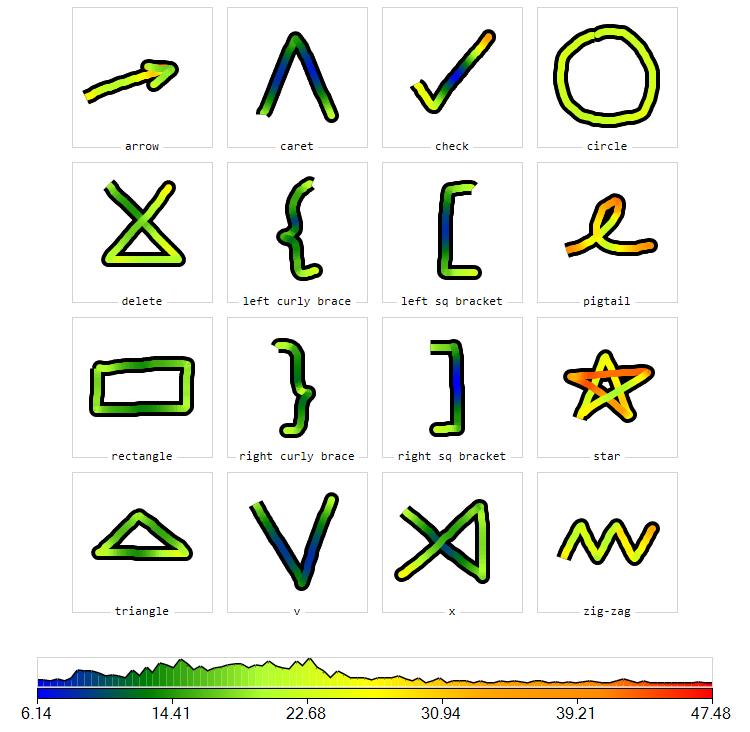 arrow caret check circle
delete left curly brace left sq bracket pigtail
rectangle right curly brace right sq bracket star
triangle v x zig-zag
6.14 14.41 22.68 30.94 39.21 47.48